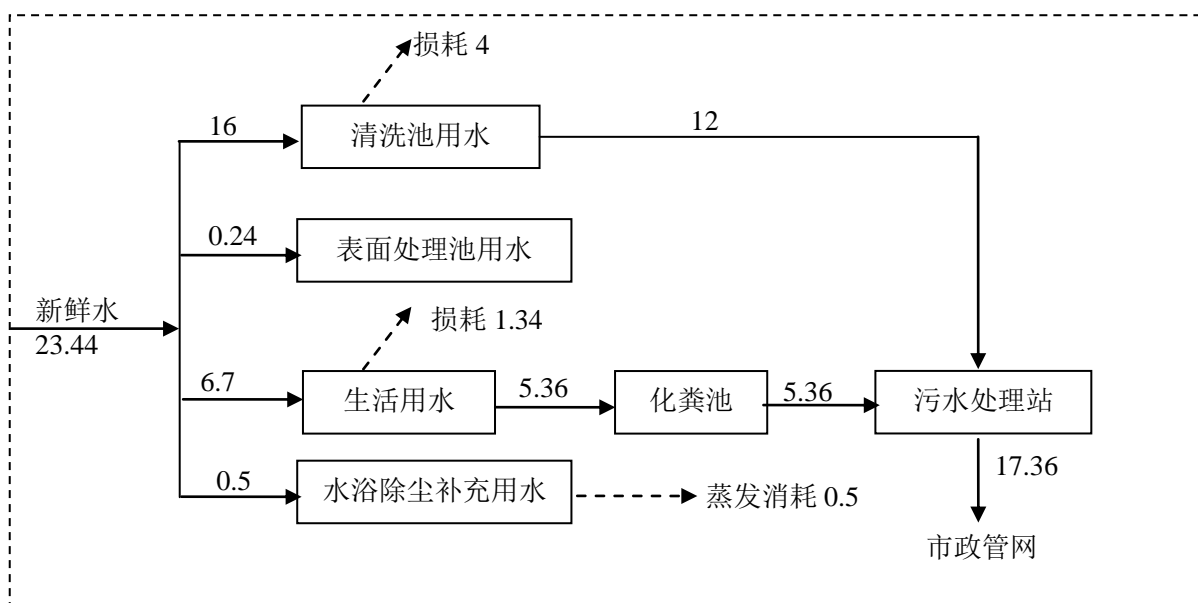 损耗 4
16
清洗池用水
12
0.24
表面处理池用水
新鲜水
23.44
损耗 1.34
6.7
生活用水
5.36
化粪池
5.36
污水处理站
0.5
水浴除尘补充用水
蒸发消耗 0.5
17.36
市政管网